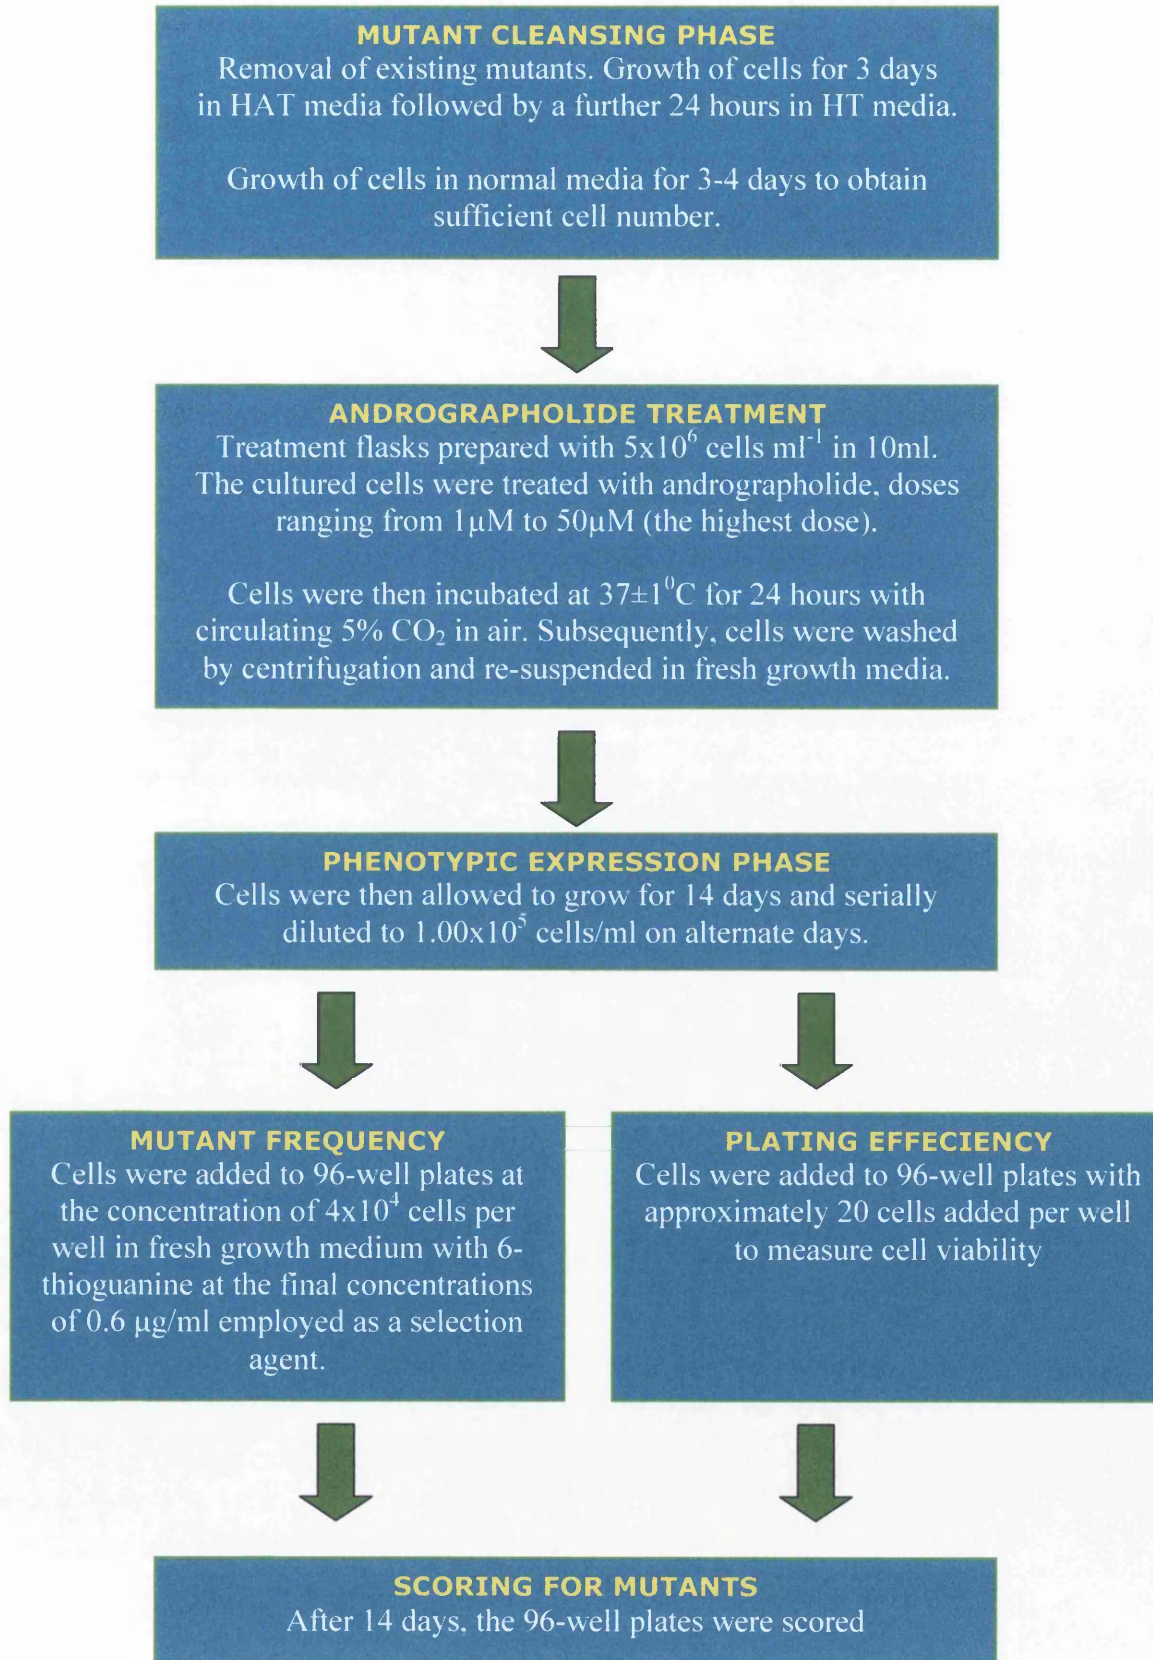 MUTANT CLEANSING PHASE
Removal of existing mutants. Growth of cells for 3 days
in HAT media followed by a further 24 hours in HT media.
Growth of cells in normal media for 3-4 days to obtain
sufficient cell number.
ANDROGRAPHOLIDE TREATMENT
Treatment flasks prepared with 5x10⁶ cells ml⁻¹ in 10ml.
The cultured cells were treated with andrographolide, doses
ranging from 1µM to 50µM (the highest dose).
Cells were then incubated at 37±1⁰C for 24 hours with
circulating 5% CO₂ in air. Subsequently, cells were washed
by centrifugation and re-suspended in fresh growth media.
PHENOTYPIC EXPRESSION PHASE
Cells were then allowed to grow for 14 days and serially
diluted to 1.00x10⁵ cells/ml on alternate days.
MUTANT FREQUENCY
Cells were added to 96-well plates at
the concentration of 4x10⁴ cells per
well in fresh growth medium with 6-
thioguanine at the final concentrations
of 0.6 µg/ml employed as a selection
agent.
PLATING EFFECIENCY
Cells were added to 96-well plates with
approximately 20 cells added per well
to measure cell viability
SCORING FOR MUTANTS
After 14 days, the 96-well plates were scored